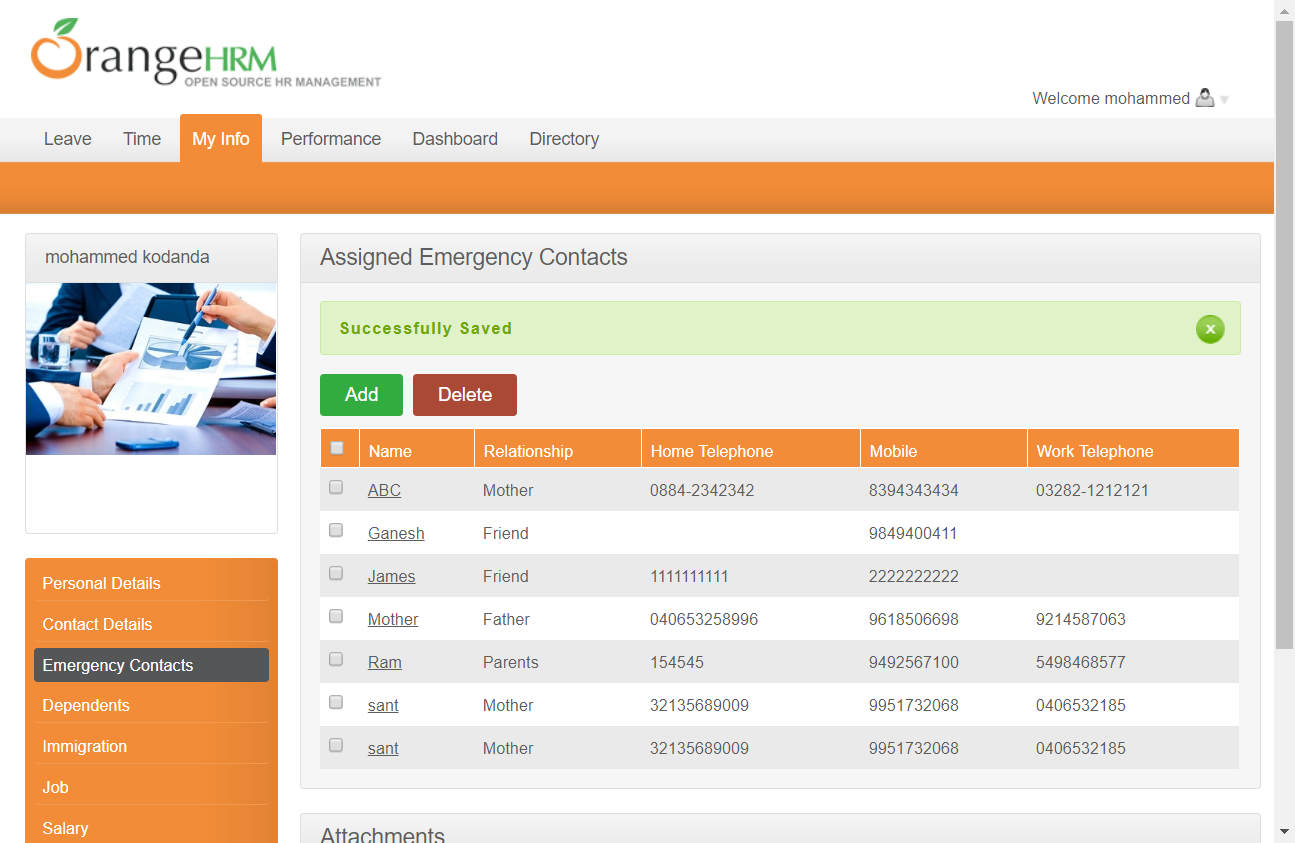 OrangeHRM
OPEN SOURCE HR MANAGEMENT
Welcome mohammed
Leave Time My Info Performance Dashboard Directory
mohammed kodanda
Assigned Emergency Contacts
Successfully Saved x
Add Delete
Name Relationship Home Telephone Mobile Work Telephone
ABC Mother 0884-2342342 8394343434 03282-1212121
Ganesh Friend 9849400411
James Friend 1111111111 2222222222
Mother Father 040653258996 9618506698 9214587063
Ram Parents 154545 9492567100 5498468577
sant Mother 32135689009 9951732068 0406532185
sant Mother 32135689009 9951732068 0406532185
Personal Details
Contact Details
Emergency Contacts
Dependents
Immigration
Job
Salary
Attachments